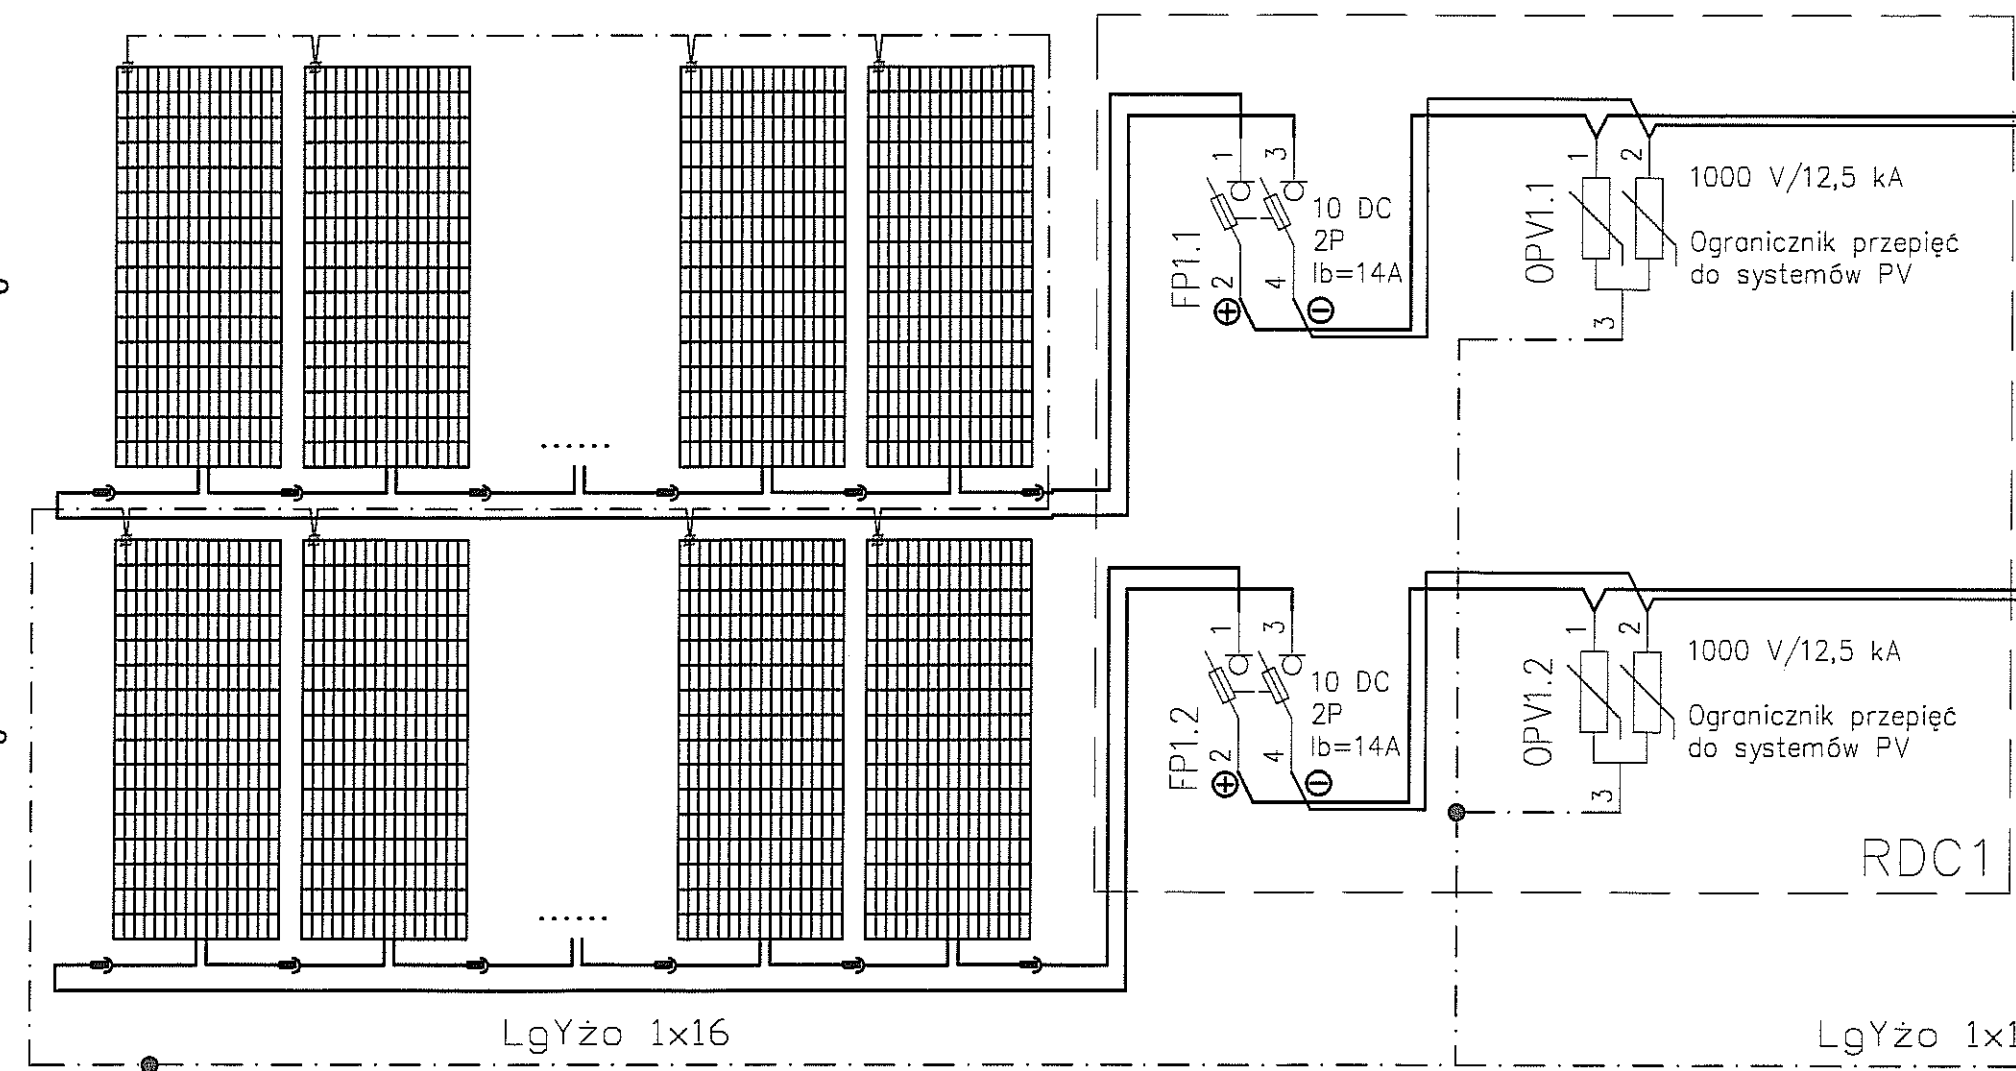 1
3
10 DC
2P
Ib=14A
FP1.1
2
4
1
2
1000 V/12,5 kA
OPV1.1
Ogranicznik przepięć
do systemów PV
3
1
3
10 DC
2P
Ib=14A
FP1.2
2
4
1
2
1000 V/12,5 kA
OPV1.2
Ogranicznik przepięć
do systemów PV
3
RDC1
LgYżo 1x16
LgYżo 1x1